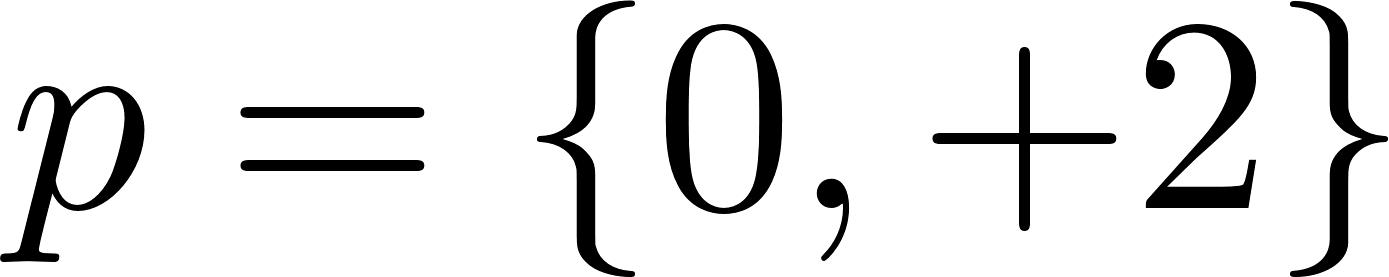 p = {0, +2}